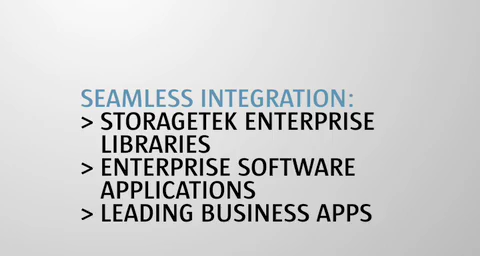 SEAMLESS INTEGRATION:
> STORAGETEK ENTERPRISE
LIBRARIES
> ENTERPRISE SOFTWARE
APPLICATIONS
> LEADING BUSINESS APPS